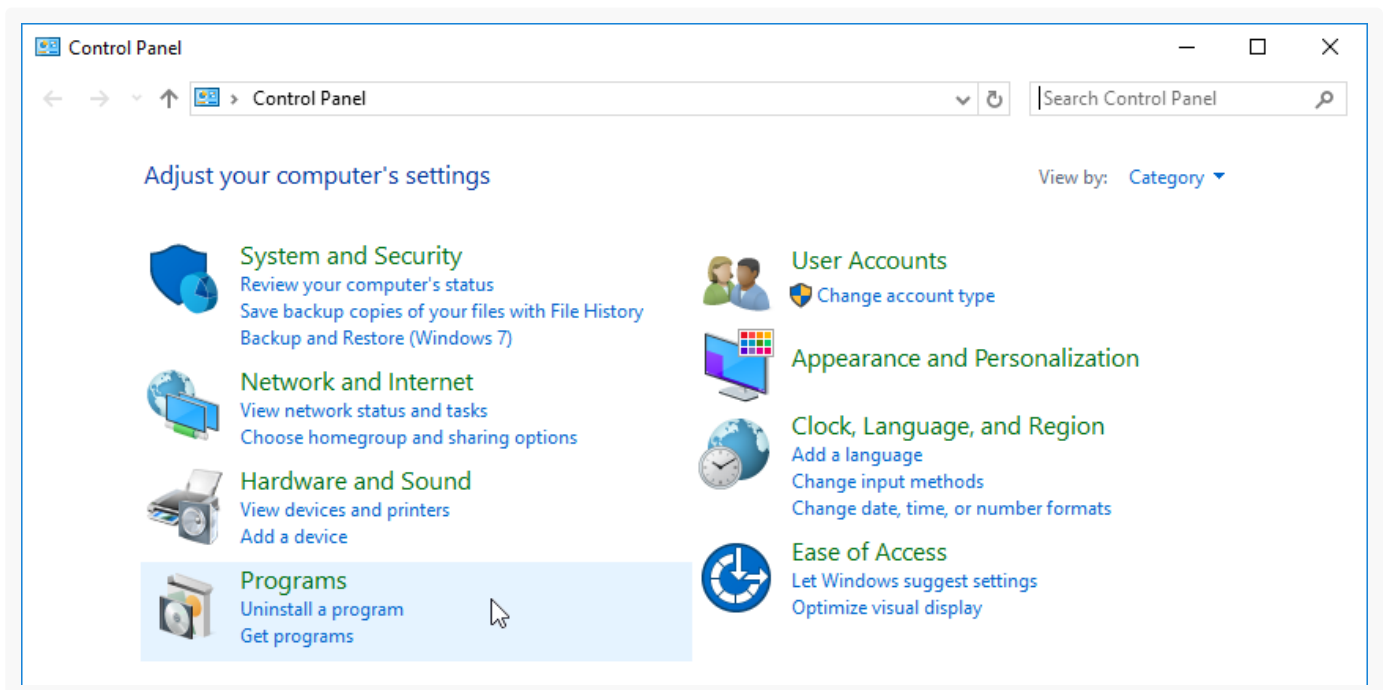 Control Panel
Control Panel
Search Control Panel
Adjust your computer's settings
View by: Category
System and Security
Review your computer's status
Save backup copies of your files with File History
Backup and Restore (Windows 7)
Network and Internet
View network status and tasks
Choose homegroup and sharing options
Hardware and Sound
View devices and printers
Add a device
Programs
Uninstall a program
Get programs
User Accounts
Change account type
Appearance and Personalization
Clock, Language, and Region
Add a language
Change input methods
Change date, time, or number formats
Ease of Access
Let Windows suggest settings
Optimize visual display